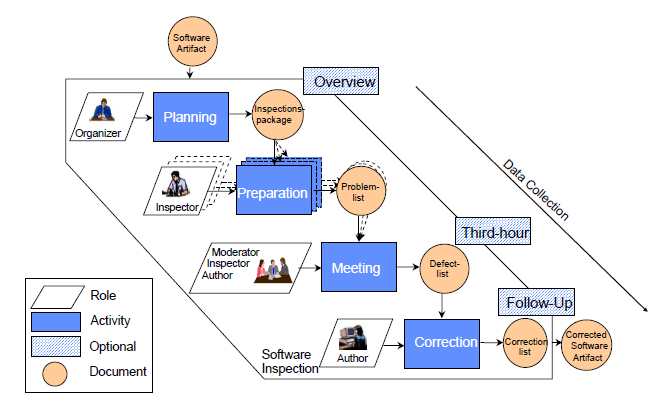 Software
Artifact
Overview
Planning
Inspections-
package
Organizer
Data Collection
Preparation
Problem-
list
Inspector
Third-hour
Moderator
Inspector
Author
Meeting
Defect-
list
Follow-Up
Role
Activity
Optional
Document
Software
Inspection
Author
Correction
Correction
list
Corrected
Software
Artifact